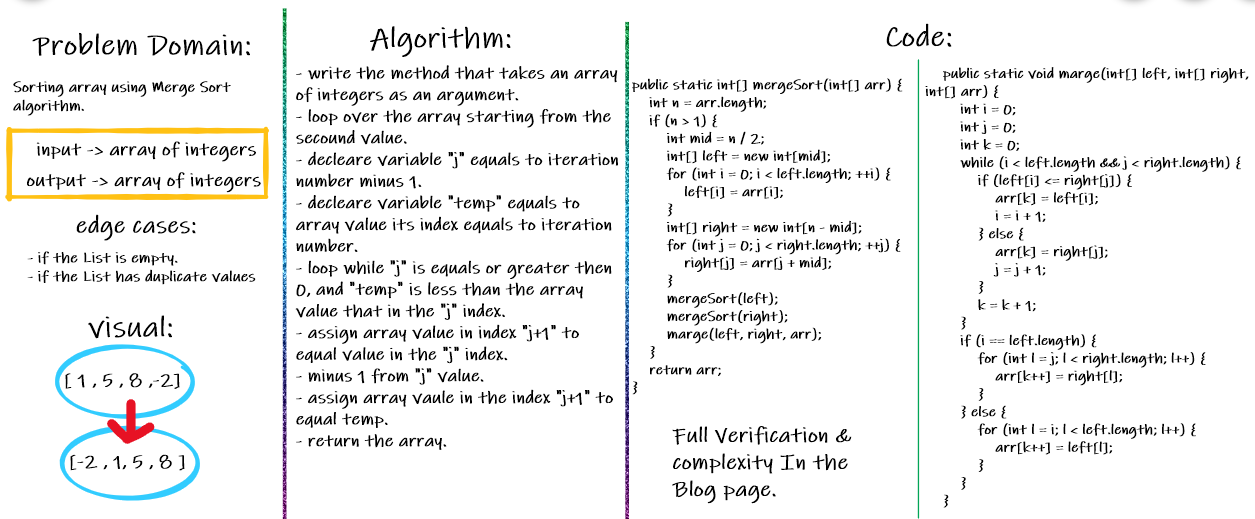 Problem Domain:
Sorting array using Merge Sort
algorithm.
input -> array of integers
output -> array of integers
edge cases:
- if the List is empty.
- if the List has duplicate values
visual:
[ 1 , 5 , 8 ,-2]
[-2 , 1, 5 , 8 ]
Algorithm:
- write the method that takes an array
of integers as an argument.
- loop over the array starting from the
secound value.
- decleare variable "j" equals to iteration
number minus 1.
- decleare variable "temp" equals to
array value its index equals to iteration
number.
- loop while "j" is equals or greater then
0, and "temp" is less than the array
value that in the "j" index.
- assign array value in index "j+1" to
equal value in the "j" index.
- minus 1 from "j" value.
- assign array vaule in the index "j+1" to
equal temp.
- return the array.
Code:
public static int[] mergeSort(int[] arr) {
int n = arr.length;
if (n > 1) {
int mid = n / 2;
int[] left = new int[mid];
for (int i = 0; i < left.length; ++i) {
left[i] = arr[i];
}
int[] right = new int[n - mid];
for (int j = 0; j < right.length; ++j) {
right[j] = arr[j + mid];
}
mergeSort(left);
mergeSort(right);
marge(left, right, arr);
}
return arr;
}
Full Verification &
complexity In the
Blog page.
public static void marge(int[] left, int[] right,
int[] arr) {
int i = 0;
int j = 0;
int k = 0;
while (i < left.length && j < right.length) {
if (left[i] <= right[j]) {
arr[k] = left[i];
i = i + 1;
} else {
arr[k] = right[j];
j = j + 1;
}
k = k + 1;
}
if (i == left.length) {
for (int l = j; l < right.length; l++) {
arr[k++] = right[l];
}
} else {
for (int l = i; l < left.length; l++) {
arr[k++] = left[l];
}
}
}